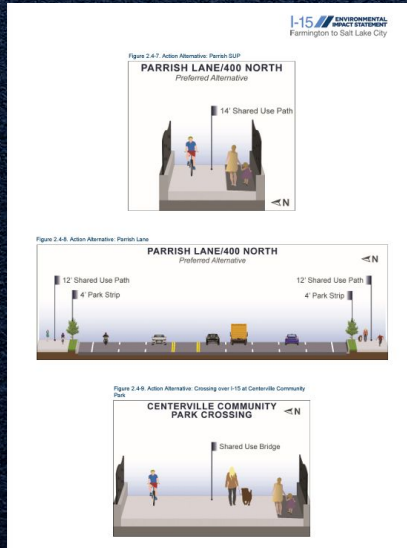 I-15 ENVIRONMENTAL
IMPACT STATEMENT
Farmington to Salt Lake City
Figure 2.4-7. Action Alternative: Parrish SUP
PARRISH LANE/400 NORTH
Preferred Alternative
14' Shared Use Path
N
Figure 2.4-8. Action Alternative: Parrish Lane
PARRISH LANE/400 NORTH
Preferred Alternative
N
12' Shared Use Path
12' Shared Use Path
4' Park Strip
4' Park Strip
Figure 2.4-9. Action Alternative: Crossing over I-15 at Centerville Community
Park
CENTERVILLE COMMUNITY
PARK CROSSING
N
Shared Use Bridge